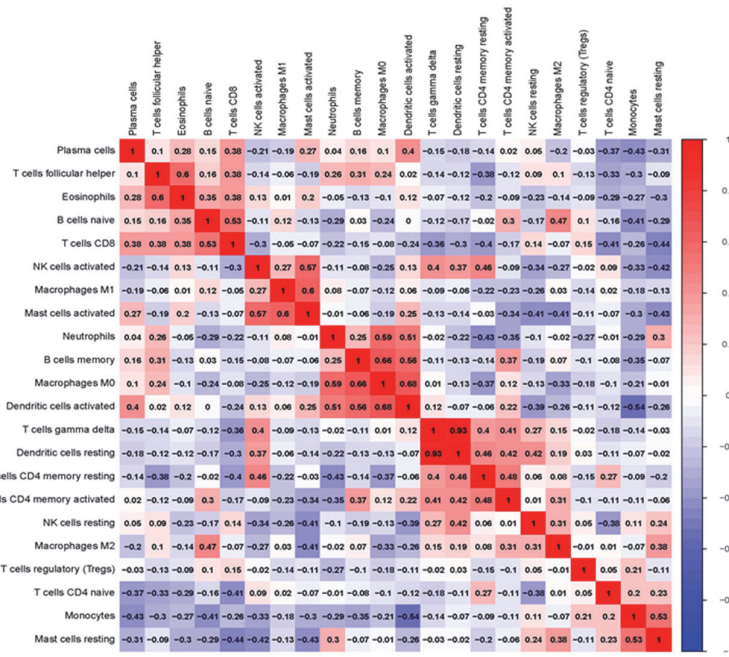 Plasma cells
T cells follicular helper
Eosinophils
B cells naive
T cells CD8
NK cells activated
Macrophages M1
Mast cells activated
Neutrophils
B cells memory
Macrophages M0
Dendritic cells activated
T cells gamma delta
Dendritic cells resting
T cells CD4 memory resting
T cells CD4 memory activated
NK cells resting
Macrophages M2
T cells regulatory (Tregs)
T cells CD4 naive
Monocytes
Mast cells resting
Plasma cells 1 0.1 0.28 0.15 0.38 −0.21 −0.19 0.27 0.04 0.16 0.1 0.4 −0.15 −0.18 −0.14 0.02 0.05 −0.2 −0.03 −0.37 −0.43 −0.31
T cells follicular helper 0.1 1 0.6 0.16 0.38 −0.14 −0.06 −0.19 0.26 0.31 0.24 0.02 −0.14 −0.12 −0.38 −0.12 0.09 0.1 −0.13 −0.33 −0.3 −0.09
Eosinophils 0.28 0.6 1 0.35 0.38 0.13 0.01 0.2 −0.05 −0.13 −0.1 0.12 −0.07 −0.12 −0.2 −0.09 −0.23 −0.14 −0.09 −0.29 −0.27 −0.3
B cells naive 0.15 0.16 0.35 1 0.53 −0.11 0.12 −0.13 −0.29 0.03 −0.24 0 −0.12 −0.17 −0.02 0.3 −0.17 0.47 0.1 −0.16 −0.41 −0.29
T cells CD8 0.38 0.38 0.38 0.53 1 −0.3 −0.05 −0.07 −0.22 −0.15 −0.08 −0.24 −0.36 −0.3 −0.4 −0.17 0.14 −0.07 0.15 −0.41 −0.26 −0.44
NK cells activated −0.21 −0.14 0.13 −0.11 −0.3 1 0.27 0.57 −0.11 −0.08 −0.25 0.13 0.4 0.37 0.46 −0.09 −0.34 −0.27 −0.02 0.09 −0.33 −0.42
Macrophages M1 −0.19 −0.06 0.01 0.12 −0.05 0.27 1 0.6 0.08 −0.07 −0.12 0.06 −0.09 −0.06 −0.22 −0.23 −0.26 0.03 −0.14 0.02 −0.18 −0.13
Mast cells activated 0.27 −0.19 0.2 −0.13 −0.07 0.57 0.6 1 −0.01 −0.06 −0.19 0.25 −0.13 −0.14 −0.03 −0.34 −0.41 −0.41 −0.11 −0.07 −0.3 −0.43
Neutrophils 0.04 0.26 −0.05 −0.29 −0.22 −0.11 0.08 −0.01 1 0.25 0.59 0.51 −0.02 −0.22 −0.43 −0.35 −0.1 −0.02 −0.27 −0.01 −0.29 0.3
B cells memory 0.16 0.31 −0.13 0.03 −0.15 −0.08 −0.07 −0.06 0.25 1 0.66 0.56 −0.11 −0.13 −0.14 0.37 −0.19 0.07 −0.1 −0.08 −0.35 −0.07
Macrophages M0 0.1 0.24 −0.1 −0.24 −0.08 −0.25 −0.12 −0.19 0.59 0.66 1 0.68 0.01 −0.13 −0.37 0.12 −0.13 −0.33 −0.18 −0.1 −0.21 −0.01
Dendritic cells activated 0.4 0.02 0.12 0 −0.24 0.13 0.06 0.25 0.51 0.56 0.68 1 0.12 −0.07 −0.06 0.22 −0.39 −0.26 −0.11 −0.12 −0.54 −0.26
T cells gamma delta −0.15 −0.14 −0.07 −0.12 −0.36 0.4 −0.09 −0.13 −0.02 −0.11 0.01 0.12 1 0.93 0.4 0.41 0.27 0.15 −0.02 −0.18 −0.14 −0.03
Dendritic cells resting −0.18 −0.12 −0.12 −0.17 −0.3 0.37 −0.06 −0.14 −0.22 −0.13 −0.13 −0.07 0.93 1 0.46 0.42 0.42 0.19 0.03 −0.11 −0.07 −0.02
cells CD4 memory resting −0.14 −0.38 −0.2 −0.02 −0.4 0.46 −0.22 −0.03 −0.43 −0.14 −0.37 −0.06 0.4 0.46 1 0.48 0.06 0.08 −0.15 0.27 −0.09 −0.2
ls CD4 memory activated 0.02 −0.12 −0.09 0.3 −0.17 −0.09 −0.23 −0.34 −0.35 0.37 0.12 0.22 0.41 0.42 0.48 1 0.01 0.31 −0.1 −0.11 −0.11 −0.06
NK cells resting 0.05 0.09 −0.23 −0.17 0.14 −0.34 −0.26 −0.41 −0.1 −0.19 −0.13 −0.39 0.27 0.42 0.06 0.01 1 0.31 0.05 −0.38 0.11 0.24
Macrophages M2 −0.2 0.1 −0.14 0.47 −0.07 −0.27 0.03 −0.41 −0.02 0.07 −0.33 −0.26 0.15 0.19 0.08 0.31 0.31 1 −0.01 0.01 −0.07 0.38
T cells regulatory (Tregs) −0.03 −0.13 −0.09 0.1 0.15 −0.02 −0.14 −0.11 −0.27 −0.1 −0.18 −0.11 −0.02 0.03 −0.15 −0.1 0.05 −0.01 1 0.05 0.21 −0.11
T cells CD4 naive −0.37 −0.33 −0.29 −0.16 −0.41 0.09 0.02 −0.07 −0.01 −0.08 −0.1 −0.12 −0.18 −0.11 0.27 −0.11 −0.38 0.01 0.05 1 0.2 0.23
Monocytes −0.43 −0.3 −0.27 −0.41 −0.26 −0.33 −0.18 −0.3 −0.29 −0.35 −0.21 −0.54 −0.14 −0.07 −0.09 −0.11 0.11 −0.07 0.21 0.2 1 0.53
Mast cells resting −0.31 −0.09 −0.3 −0.29 −0.44 −0.42 −0.13 −0.43 0.3 −0.07 −0.01 −0.26 −0.03 −0.02 −0.2 −0.06 0.24 0.38 −0.11 0.23 0.53 1